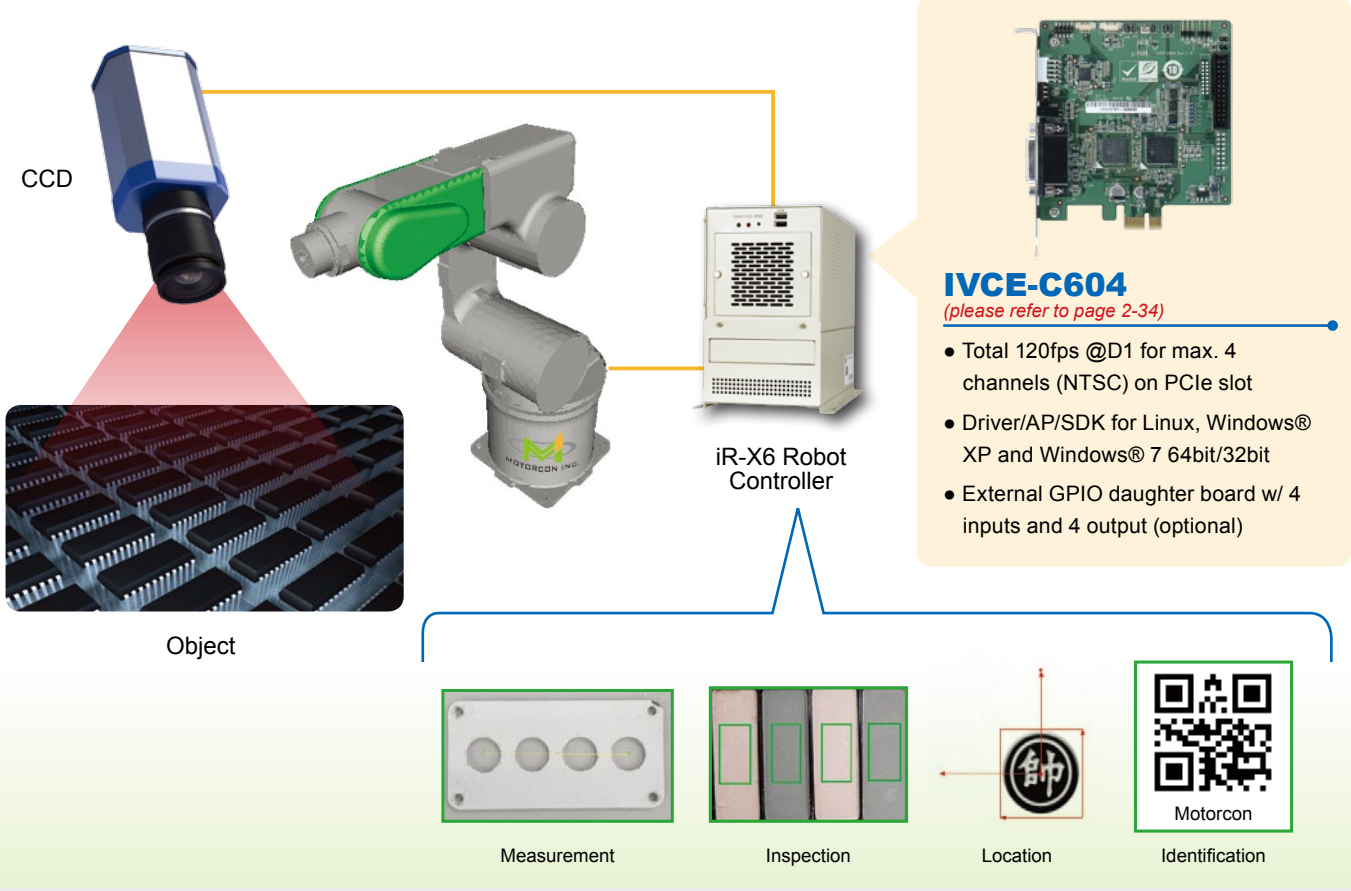 CCD
Object
MOTORCON INC.
iR-X6 Robot
Controller
IVCE-C604
(please refer to page 2-34)
● Total 120fps @D1 for max. 4
channels (NTSC) on PCIe slot
● Driver/AP/SDK for Linux, Windows®
XP and Windows® 7 64bit/32bit
● External GPIO daughter board w/ 4
inputs and 4 output (optional)
帥
Motorcon
Measurement
Inspection
Location
Identification